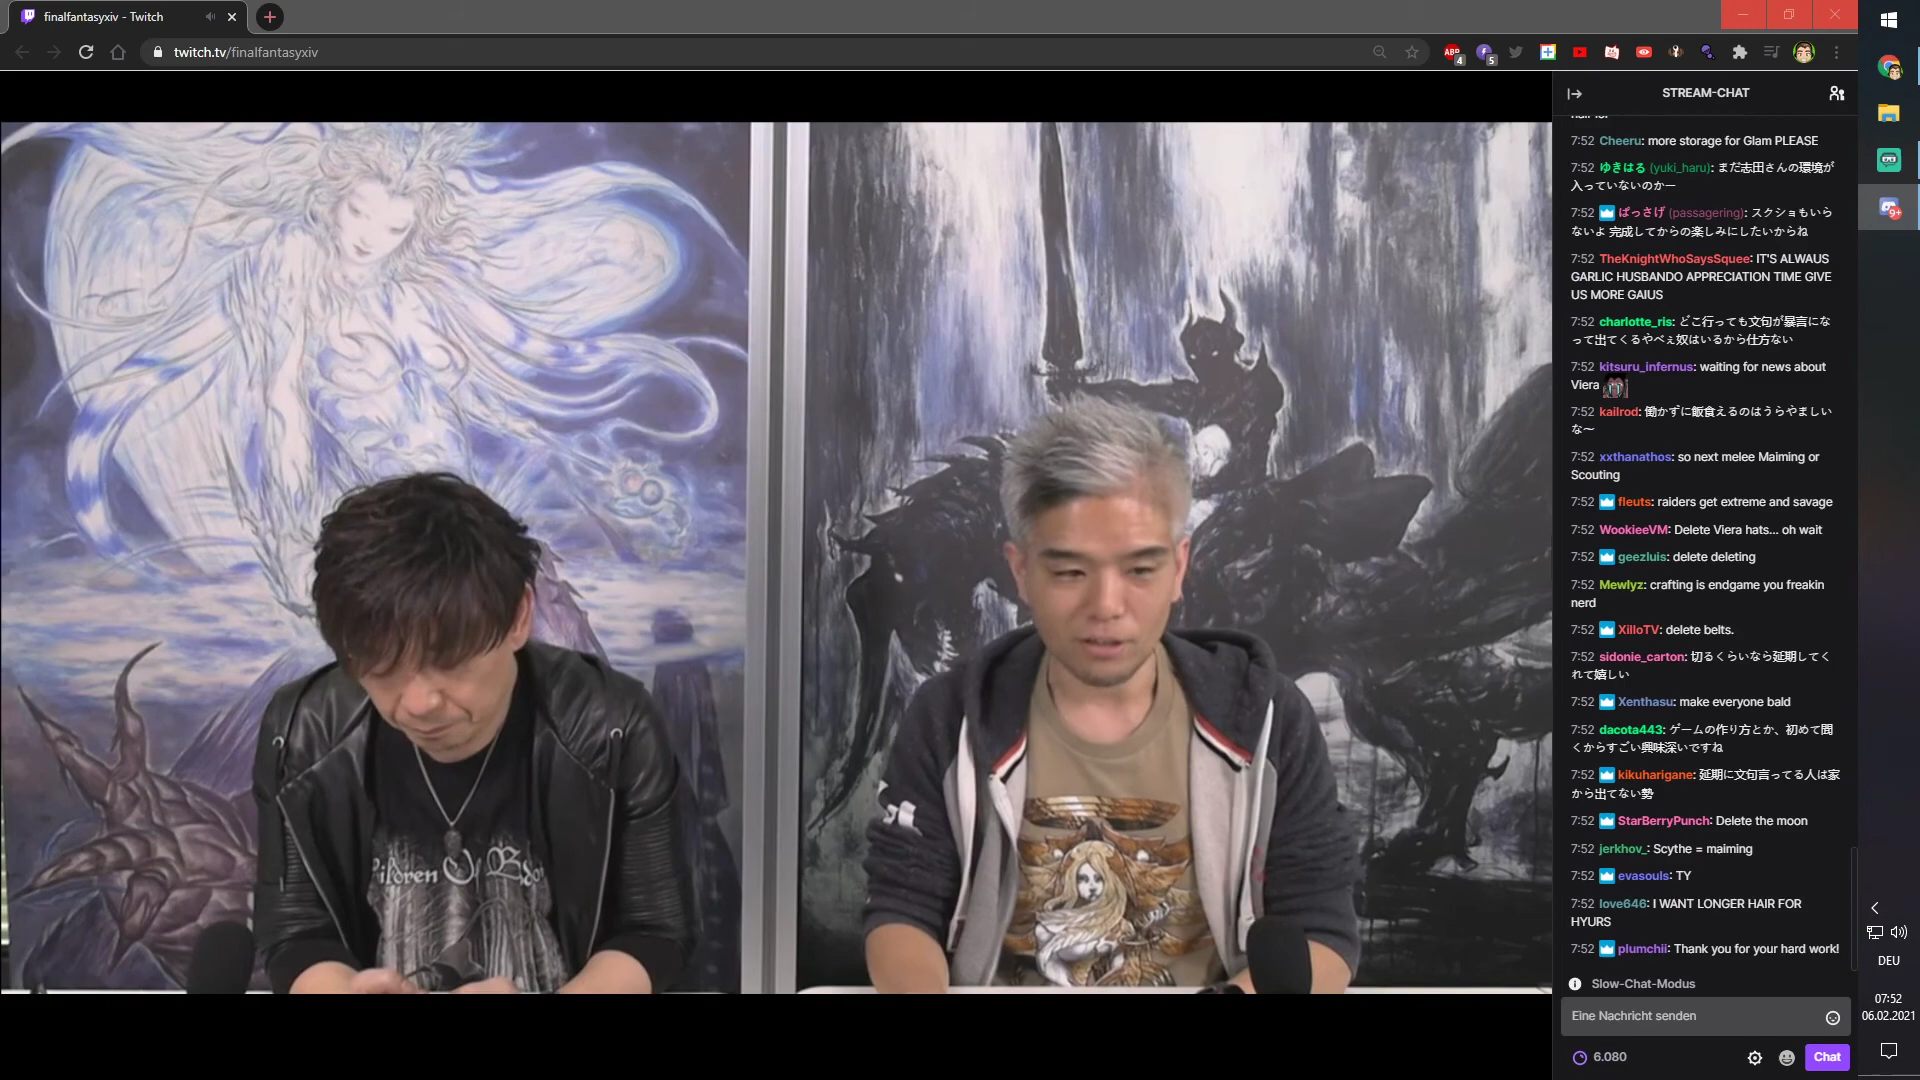 finalfantasyxiv - Twitch
twitch.tv/finalfantasyxiv
ABP
4
5
STREAM-CHAT
7:52 Cheeru: more storage for Glam PLEASE
7:52 ゆきはる (yuki_haru): まだ志田さんの環境が
入っていないのかー
7:52 ぱっさげ (passagering): スクショもいら
ないよ 完成してからの楽しみにしたいからね
7:52 TheKnightWhoSaysSquee: IT'S ALWAUS
GARLIC HUSBANDO APPRECIATION TIME GIVE
US MORE GAIUS
7:52 charlotte_ris: どこ行っても文句が暴言にな
って出てくるやべぇ奴はいるから仕方ない
7:52 kitsuru_infernus: waiting for news about
Viera
7:52 kailrod: 働かずに飯食えるのはうらやましい
な〜
7:52 xxthanathos: so next melee Maiming or
Scouting
7:52 fleuts: raiders get extreme and savage
7:52 WookieeVM: Delete Viera hats... oh wait
7:52 geezluis: delete deleting
7:52 Mewlyz: crafting is endgame you freakin
nerd
7:52 XilloTV: delete belts.
7:52 sidonie_carton: 切るくらいなら延期してく
れて嬉しい
7:52 Xenthasu: make everyone bald
7:52 dacota443: ゲームの作り方とか、初めて聞
くからすごい興味深いですね
7:52 kikuharigane: 延期に文句言ってる人は家
から出てない勢
7:52 StarBerryPunch: Delete the moon
7:52 jerkhov_: Scythe = maiming
7:52 evasouls: TY
7:52 love646: I WANT LONGER HAIR FOR
HYURS
7:52 plumchii: Thank you for your hard work!
Slow-Chat-Modus
Eine Nachricht senden
6.080
Chat
9+
DEU
07:52
06.02.2021